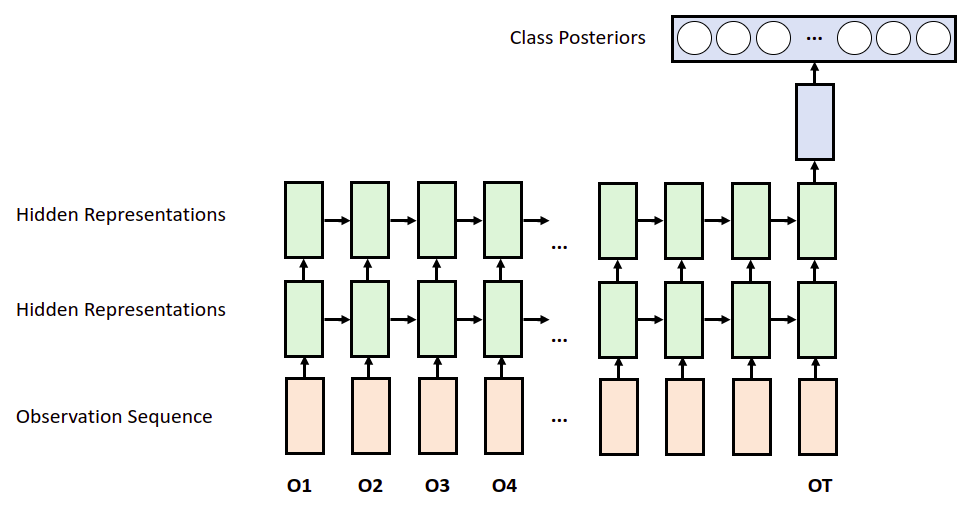 Class Posteriors
...
Hidden Representations
...
Hidden Representations
...
Observation Sequence
...
O1 O2 O3 O4 OT